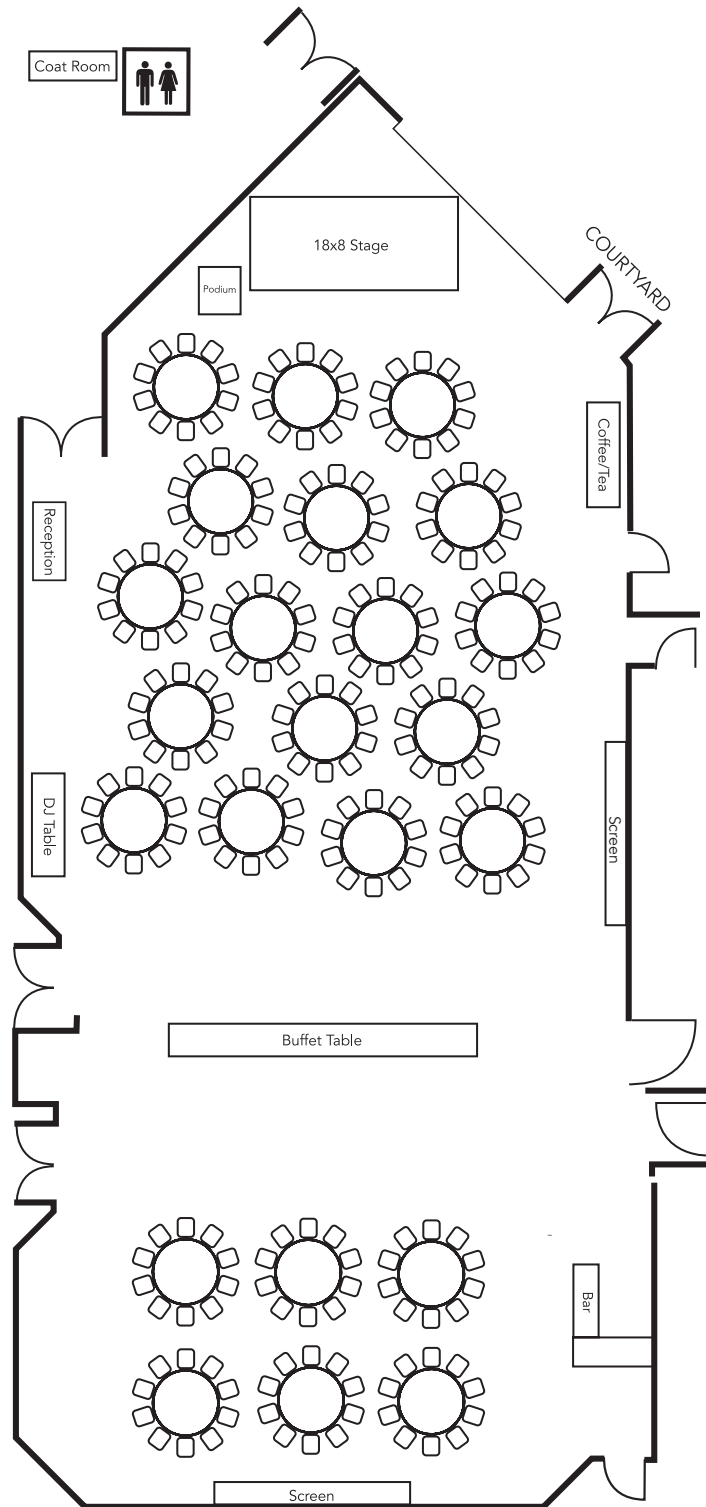 Coat Room
COURTYARD
18x8 Stage
Podium
Coffee/Tea
Reception
DJ Table
Screen
Buffet Table
Bar
Screen